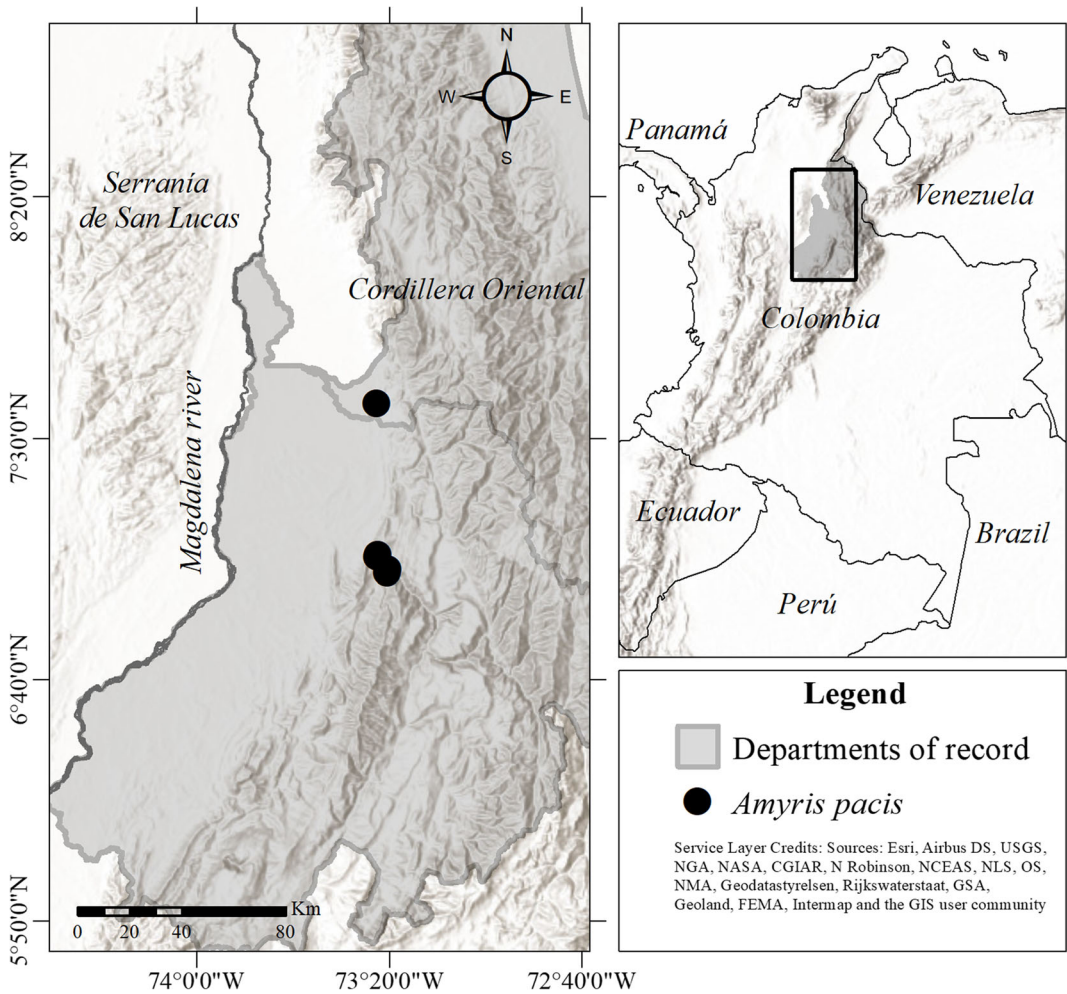 N
W
E
S
Serranía
de San Lucas
Cordillera Oriental
Magdalena river
8°20'0"N
7°30'0"N
6°40'0"N
5°50'0"N
0 20 40 80
Km
74°0'0"W 73°20'0"W 72°40'0"W
Panamá
Venezuela
Colombia
Ecuador
Brazil
Perú
Legend
Departments of record
Amyris pacis
Service Layer Credits: Sources: Esri, Airbus DS, USGS,
NGA, NASA, CGIAR, N Robinson, NCEAS, NLS, OS,
NMA, Geodatastyrelsen, Rijkswaterstaat, GSA,
Geoland, FEMA, Intermap and the GIS user community